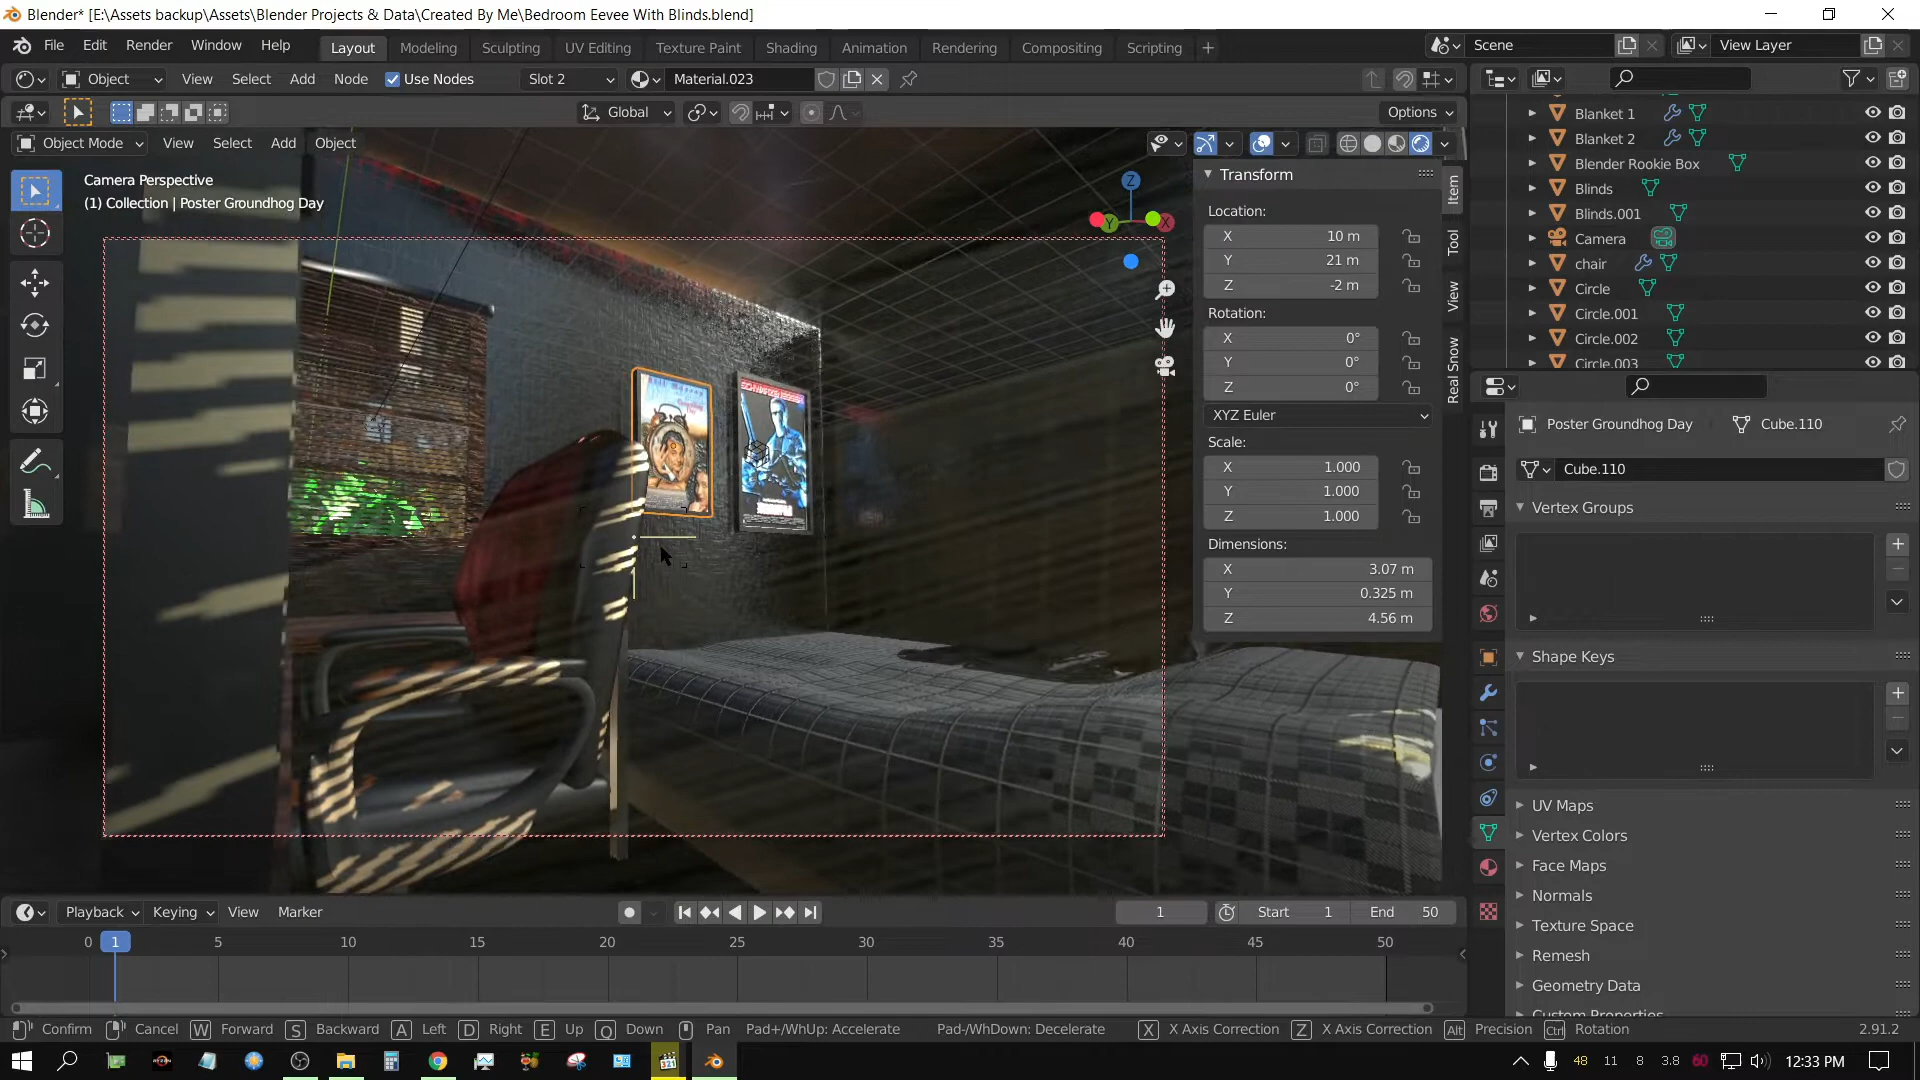 Blender* [E:\Assets backup\Assets\Blender Projects & Data\Created By Me\Bedroom Eevee With Blinds.blend]
File Edit Render Window Help Layout Modeling Sculpting UV Editing Texture Paint Shading Animation Rendering Compositing Scripting + Scene View Layer
Object View Select Add Node Use Nodes Slot 2 Material.023
Global Options
Object Mode View Select Add Object
Camera Perspective
(1) Collection | Poster Groundhog Day
Z
Y
X
Transform
Location:
X 10 m
Y 21 m
Z -2 m
Rotation:
X 0°
Y 0°
Z 0°
XYZ Euler
Scale:
X 1.000
Y 1.000
Z 1.000
Dimensions:
X 3.07 m
Y 0.325 m
Z 4.56 m
Item
Tool
View
Real Snow
Blanket 1
Blanket 2
Blender Rookie Box
Blinds
Blinds.001
Camera
chair
Circle
Circle.001
Circle.002
Circle.003
Poster Groundhog Day Cube.110
Cube.110
Vertex Groups
Shape Keys
UV Maps
Vertex Colors
Face Maps
Normals
Texture Space
Remesh
Geometry Data
Custom Properties
Playback Keying View Marker 1 Start 1 End 50
0 1 5 10 15 20 25 30 35 40 45 50
Confirm Cancel W Forward S Backward A Left D Right E Up Q Down Pan Pad+/WhUp: Accelerate Pad-/WhDown: Decelerate X X Axis Correction Z X Axis Correction Alt Precision Ctrl Rotation 2.91.2
48 11 8 3.8 60 12:33 PM